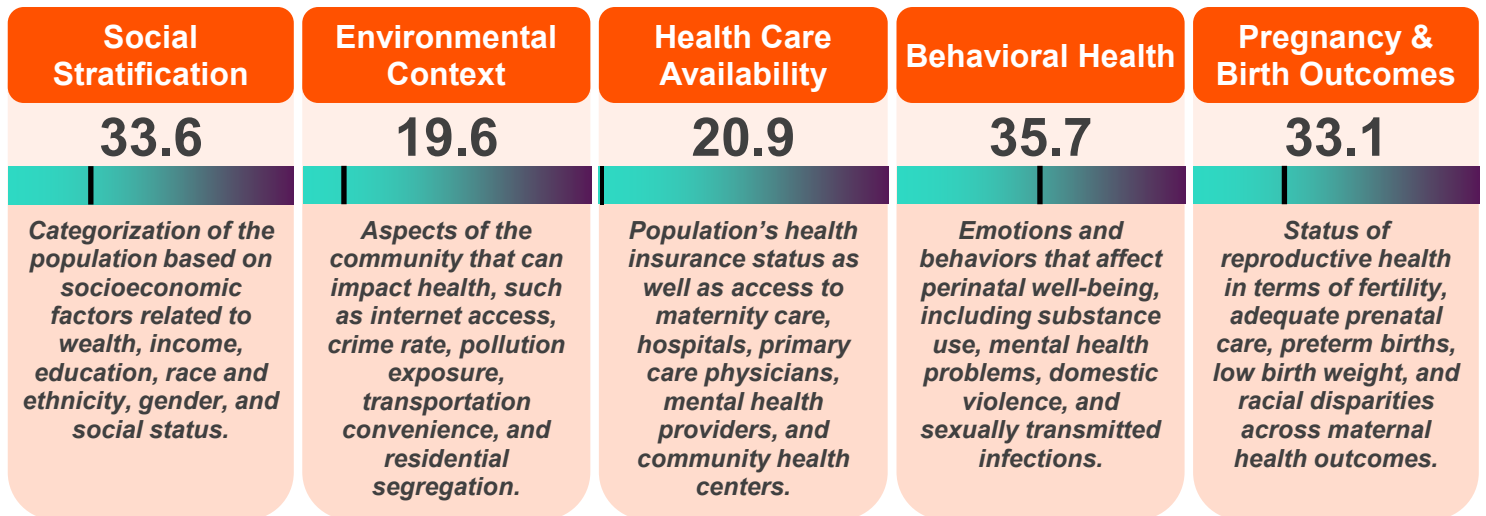 Social
Stratification
33.6
Categorization of the
population based on
socioeconomic
factors related to
wealth, income,
education, race and
ethnicity, gender, and
social status.
Environmental
Context
19.6
Aspects of the
community that can
impact health, such
as internet access,
crime rate, pollution
exposure,
transportation
convenience, and
residential
segregation.
Health Care
Availability
20.9
Population’s health
insurance status as
well as access to
maternity care,
hospitals, primary
care physicians,
mental health
providers, and
community health
centers.
Behavioral Health
35.7
Emotions and
behaviors that affect
perinatal well-being,
including substance
use, mental health
problems, domestic
violence, and
sexually transmitted
infections.
Pregnancy &
Birth Outcomes
33.1
Status of
reproductive health
in terms of fertility,
adequate prenatal
care, preterm births,
low birth weight, and
racial disparities
across maternal
health outcomes.